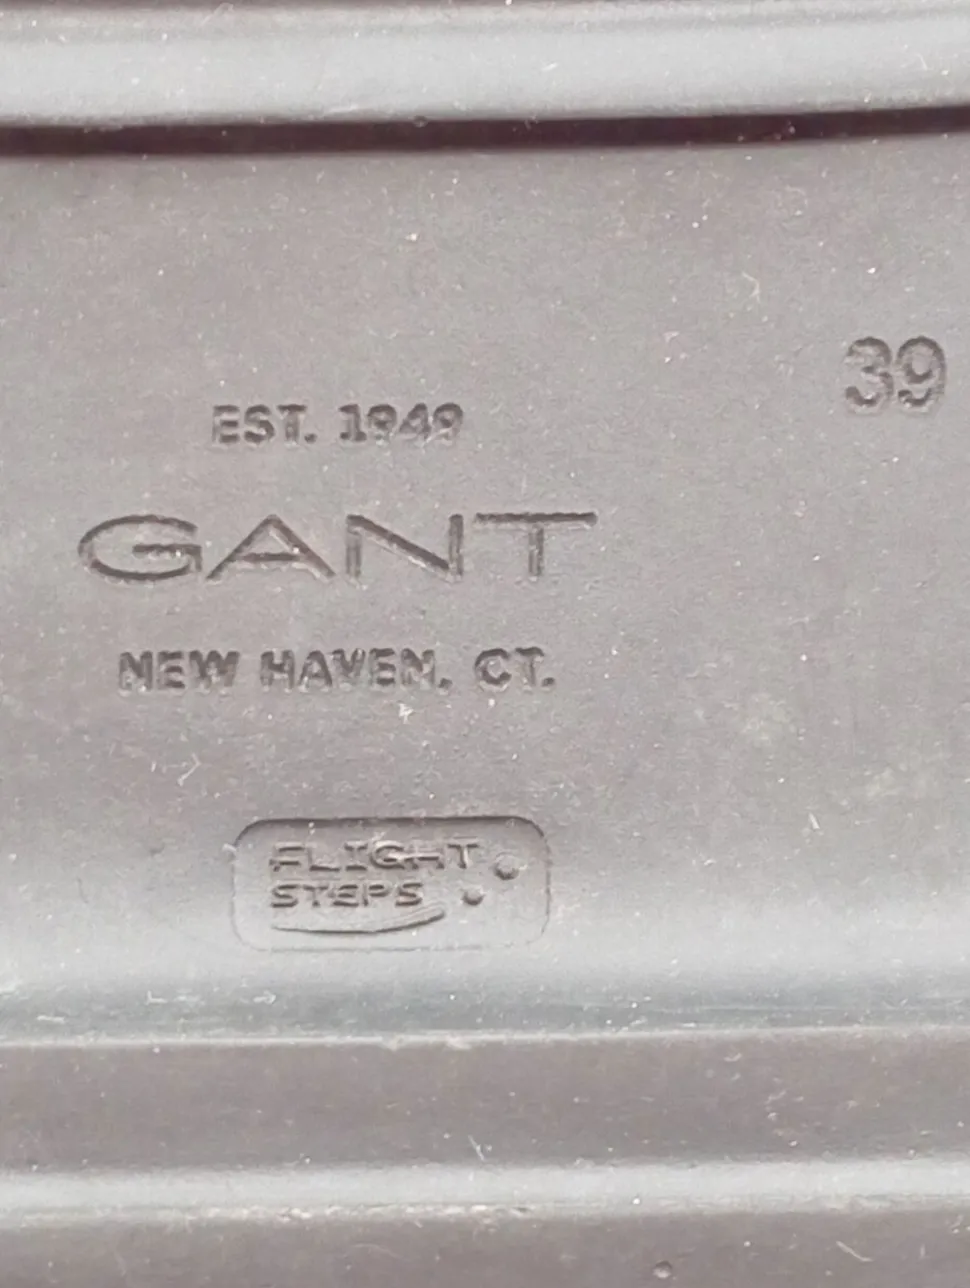 39
EST. 1949
GANT
NEW HAVEN, CT.
FLIGHT
STEPS